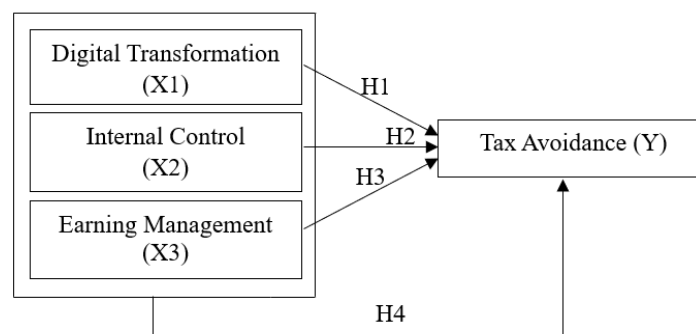 Digital Transformation
(X1)
H1
Internal Control
(X2)
H2
Tax Avoidance (Y)
H3
Earning Management
(X3)
H4